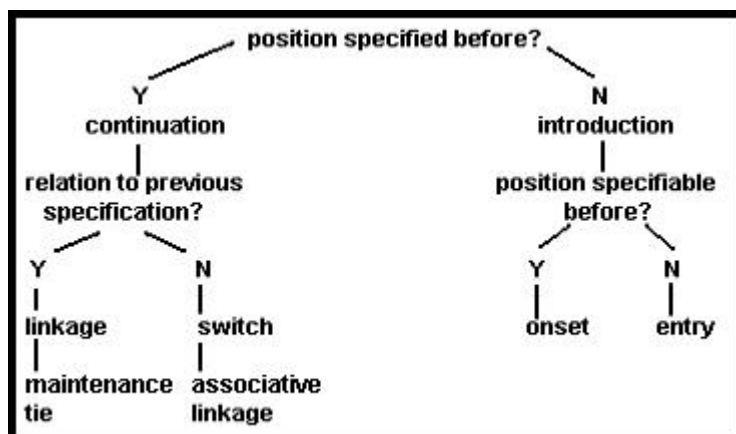 position specified before?
Y
N
continuation
introduction
relation to previous
specification?
position specifiable
before?
Y
N
Y
N
linkage
switch
onset
entry
maintenance
tie
associative
linkage